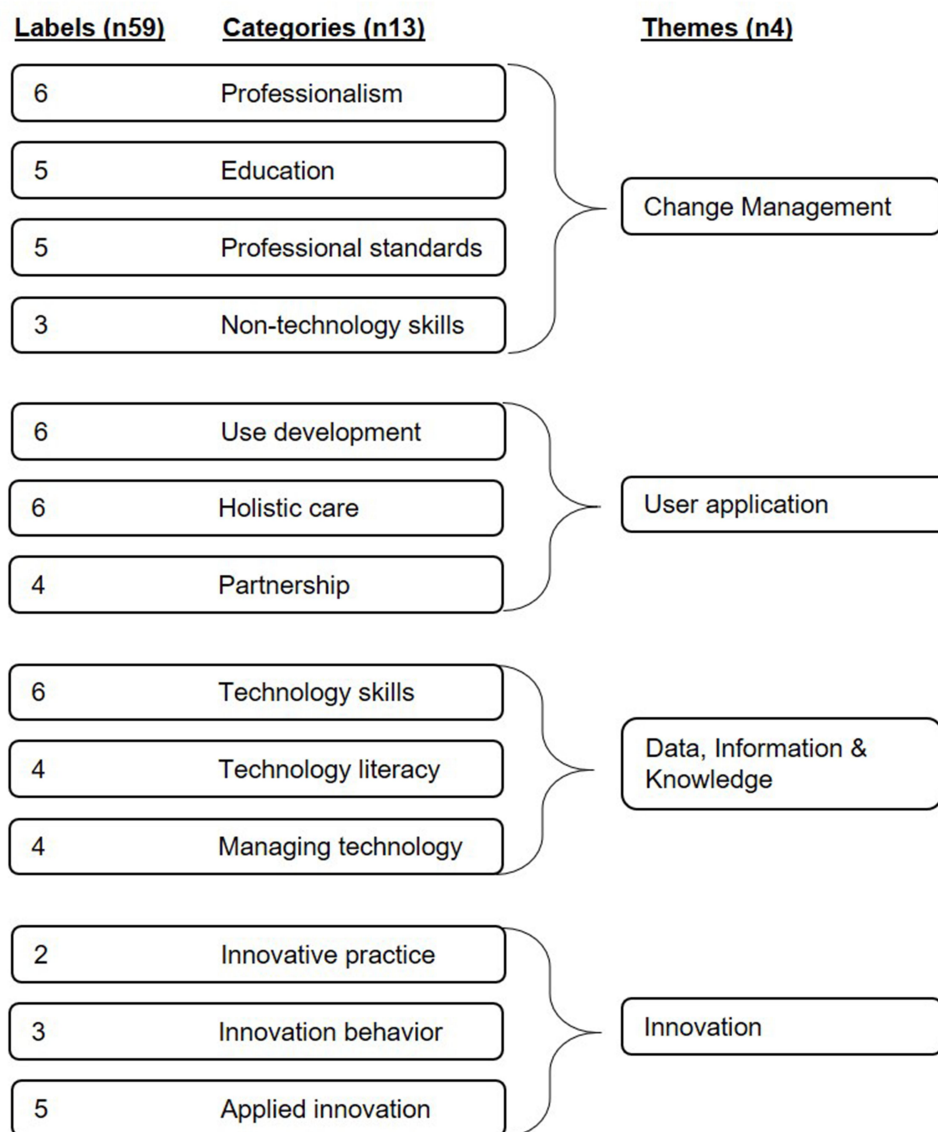 Labels (n59) Categories (n13) Themes (n4)
6 Professionalism
5 Education
Change Management
5 Professional standards
3 Non-technology skills
6 Use development
6 Holistic care
User application
4 Partnership
6 Technology skills
4 Technology literacy
Data, Information &
Knowledge
4 Managing technology
2 Innovative practice
3 Innovation behavior
Innovation
5 Applied innovation